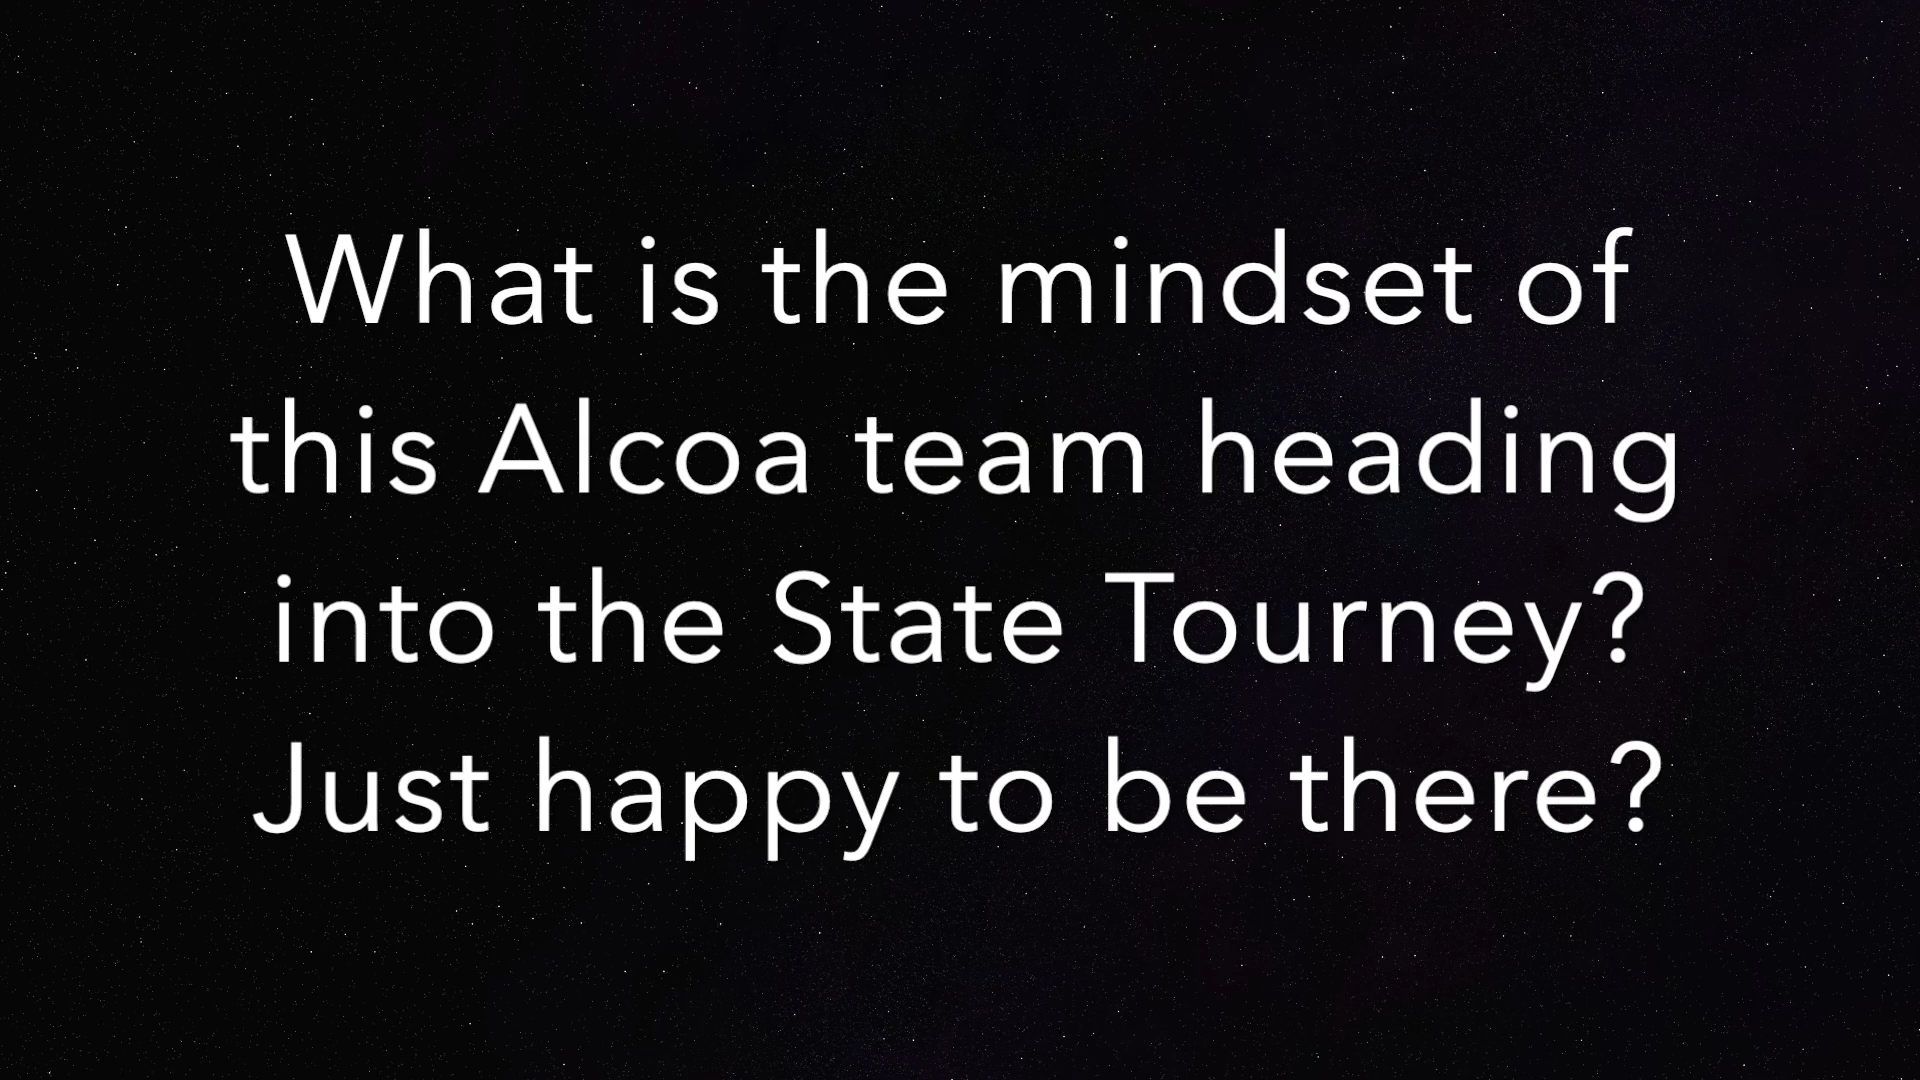 What is the mindset of
this Alcoa team heading
into the State Tourney?
Just happy to be there?